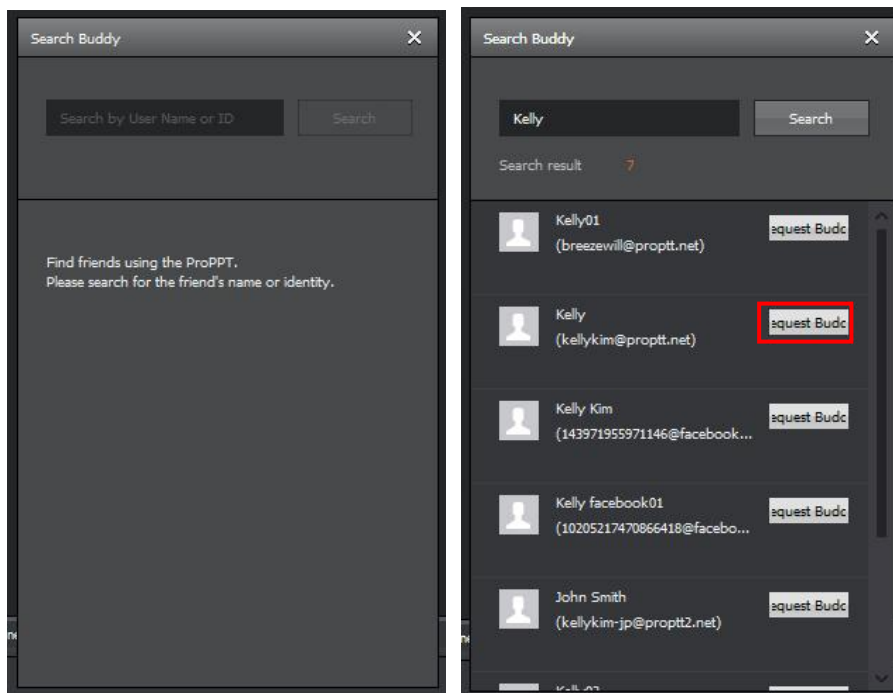 Search Buddy
Search by User Name or ID
Search
Find friends using the ProPPT.
Please search for the friend's name or identity.
Search Buddy
Kelly
Search
Search result 7
Kelly01
(breezewill@proptt.net)
equest Budc
Kelly
(kellykim@proptt.net)
equest Budc
Kelly Kim
(143971955971146@facebook...
equest Budc
Kelly facebook01
(10205217470866418@facebo...
equest Budc
John Smith
(kellykim-jp@proptt2.net)
equest Budc